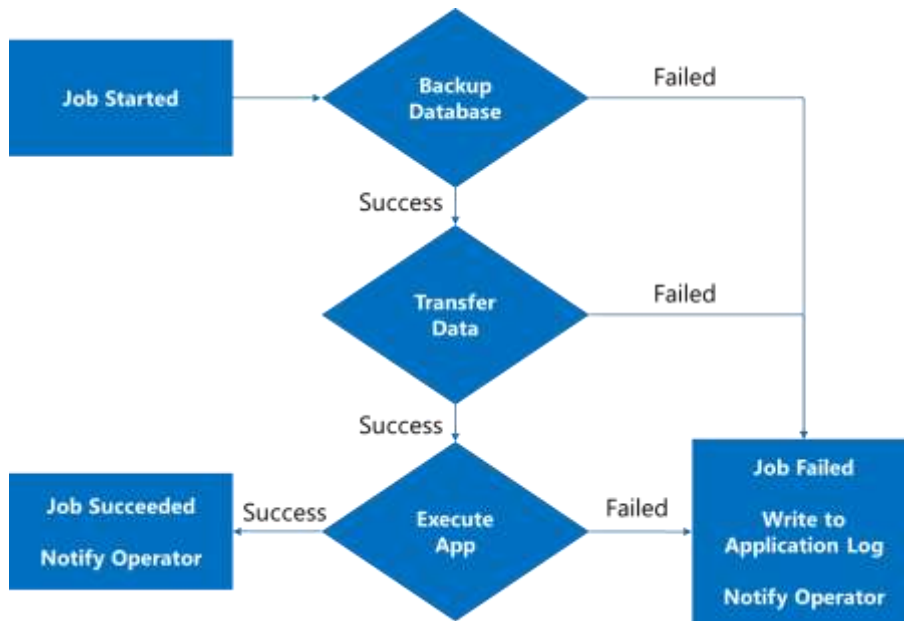 Job Started
Backup
Database
Failed
Success
Transfer
Data
Failed
Success
Job Succeeded
Notify Operator
Success
Execute
App
Failed
Job Failed
Write to
Application Log
Notify Operator